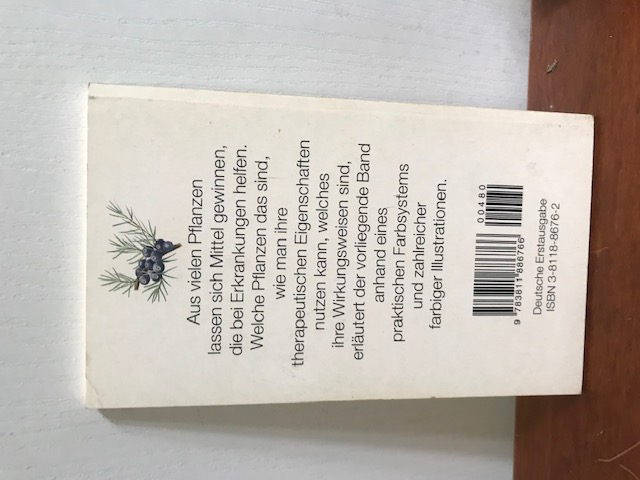 Aus vielen Pflanzen
lassen sich Mittel gewinnen,
die bei Erkrankungen helfen.
Welche Pflanzen das sind,
wie man ihre
therapeutischen Eigenschaften
nutzen kann, welches
ihre Wirkungsweisen sind,
erläutert der vorliegende Band
anhand eines
praktischen Farbsystems
und zahlreicher
farbiger Illustrationen.
00480
9 783811 886766
Deutsche Erstausgabe
ISBN 3-8118-8676-2